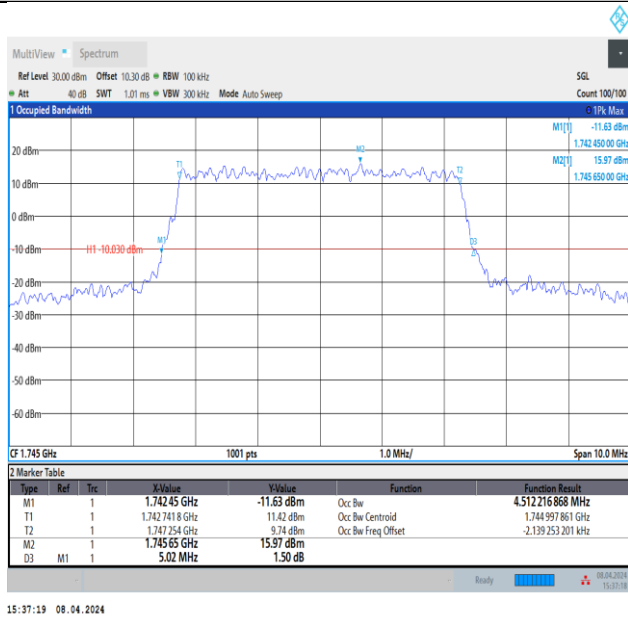 MultiView Spectrum
Ref Level 30.00 dBm Offset 10.30 dB RBW 100 kHz SGL
Att 40 dB SWT 1.01 ms VBW 300 kHz Mode Auto Sweep Count 100/100
1 Occupied Bandwidth 1Pk Max
M1[1] -11.63 dBm
1.742 450 00 GHz
M2[1] 15.97 dBm
1.745 650 00 GHz
20 dBm
10 dBm
0 dBm
-10 dBm
-20 dBm
-30 dBm
-40 dBm
-50 dBm
-60 dBm
T1
M2
T2
M1
D3
H1 -10.030 dBm
CF 1.745 GHz 1001 pts 1.0 MHz/ Span 10.0 MHz
2 Marker Table
Type Ref Trc X-Value Y-Value Function Function Result
M1 1 1.742 45 GHz -11.63 dBm Occ Bw 4.512 216 868 MHz
T1 1 1.742 741 8 GHz 11.42 dBm Occ Bw Centroid 1.744 997 861 GHz
T2 1 1.747 254 GHz 9.74 dBm Occ Bw Freq Offset -2.139 253 201 kHz
M2 1 1.745 65 GHz 15.97 dBm
D3 M1 1 5.02 MHz 1.50 dB
Ready 08.04.2024
15:37:18
15:37:19 08.04.2024